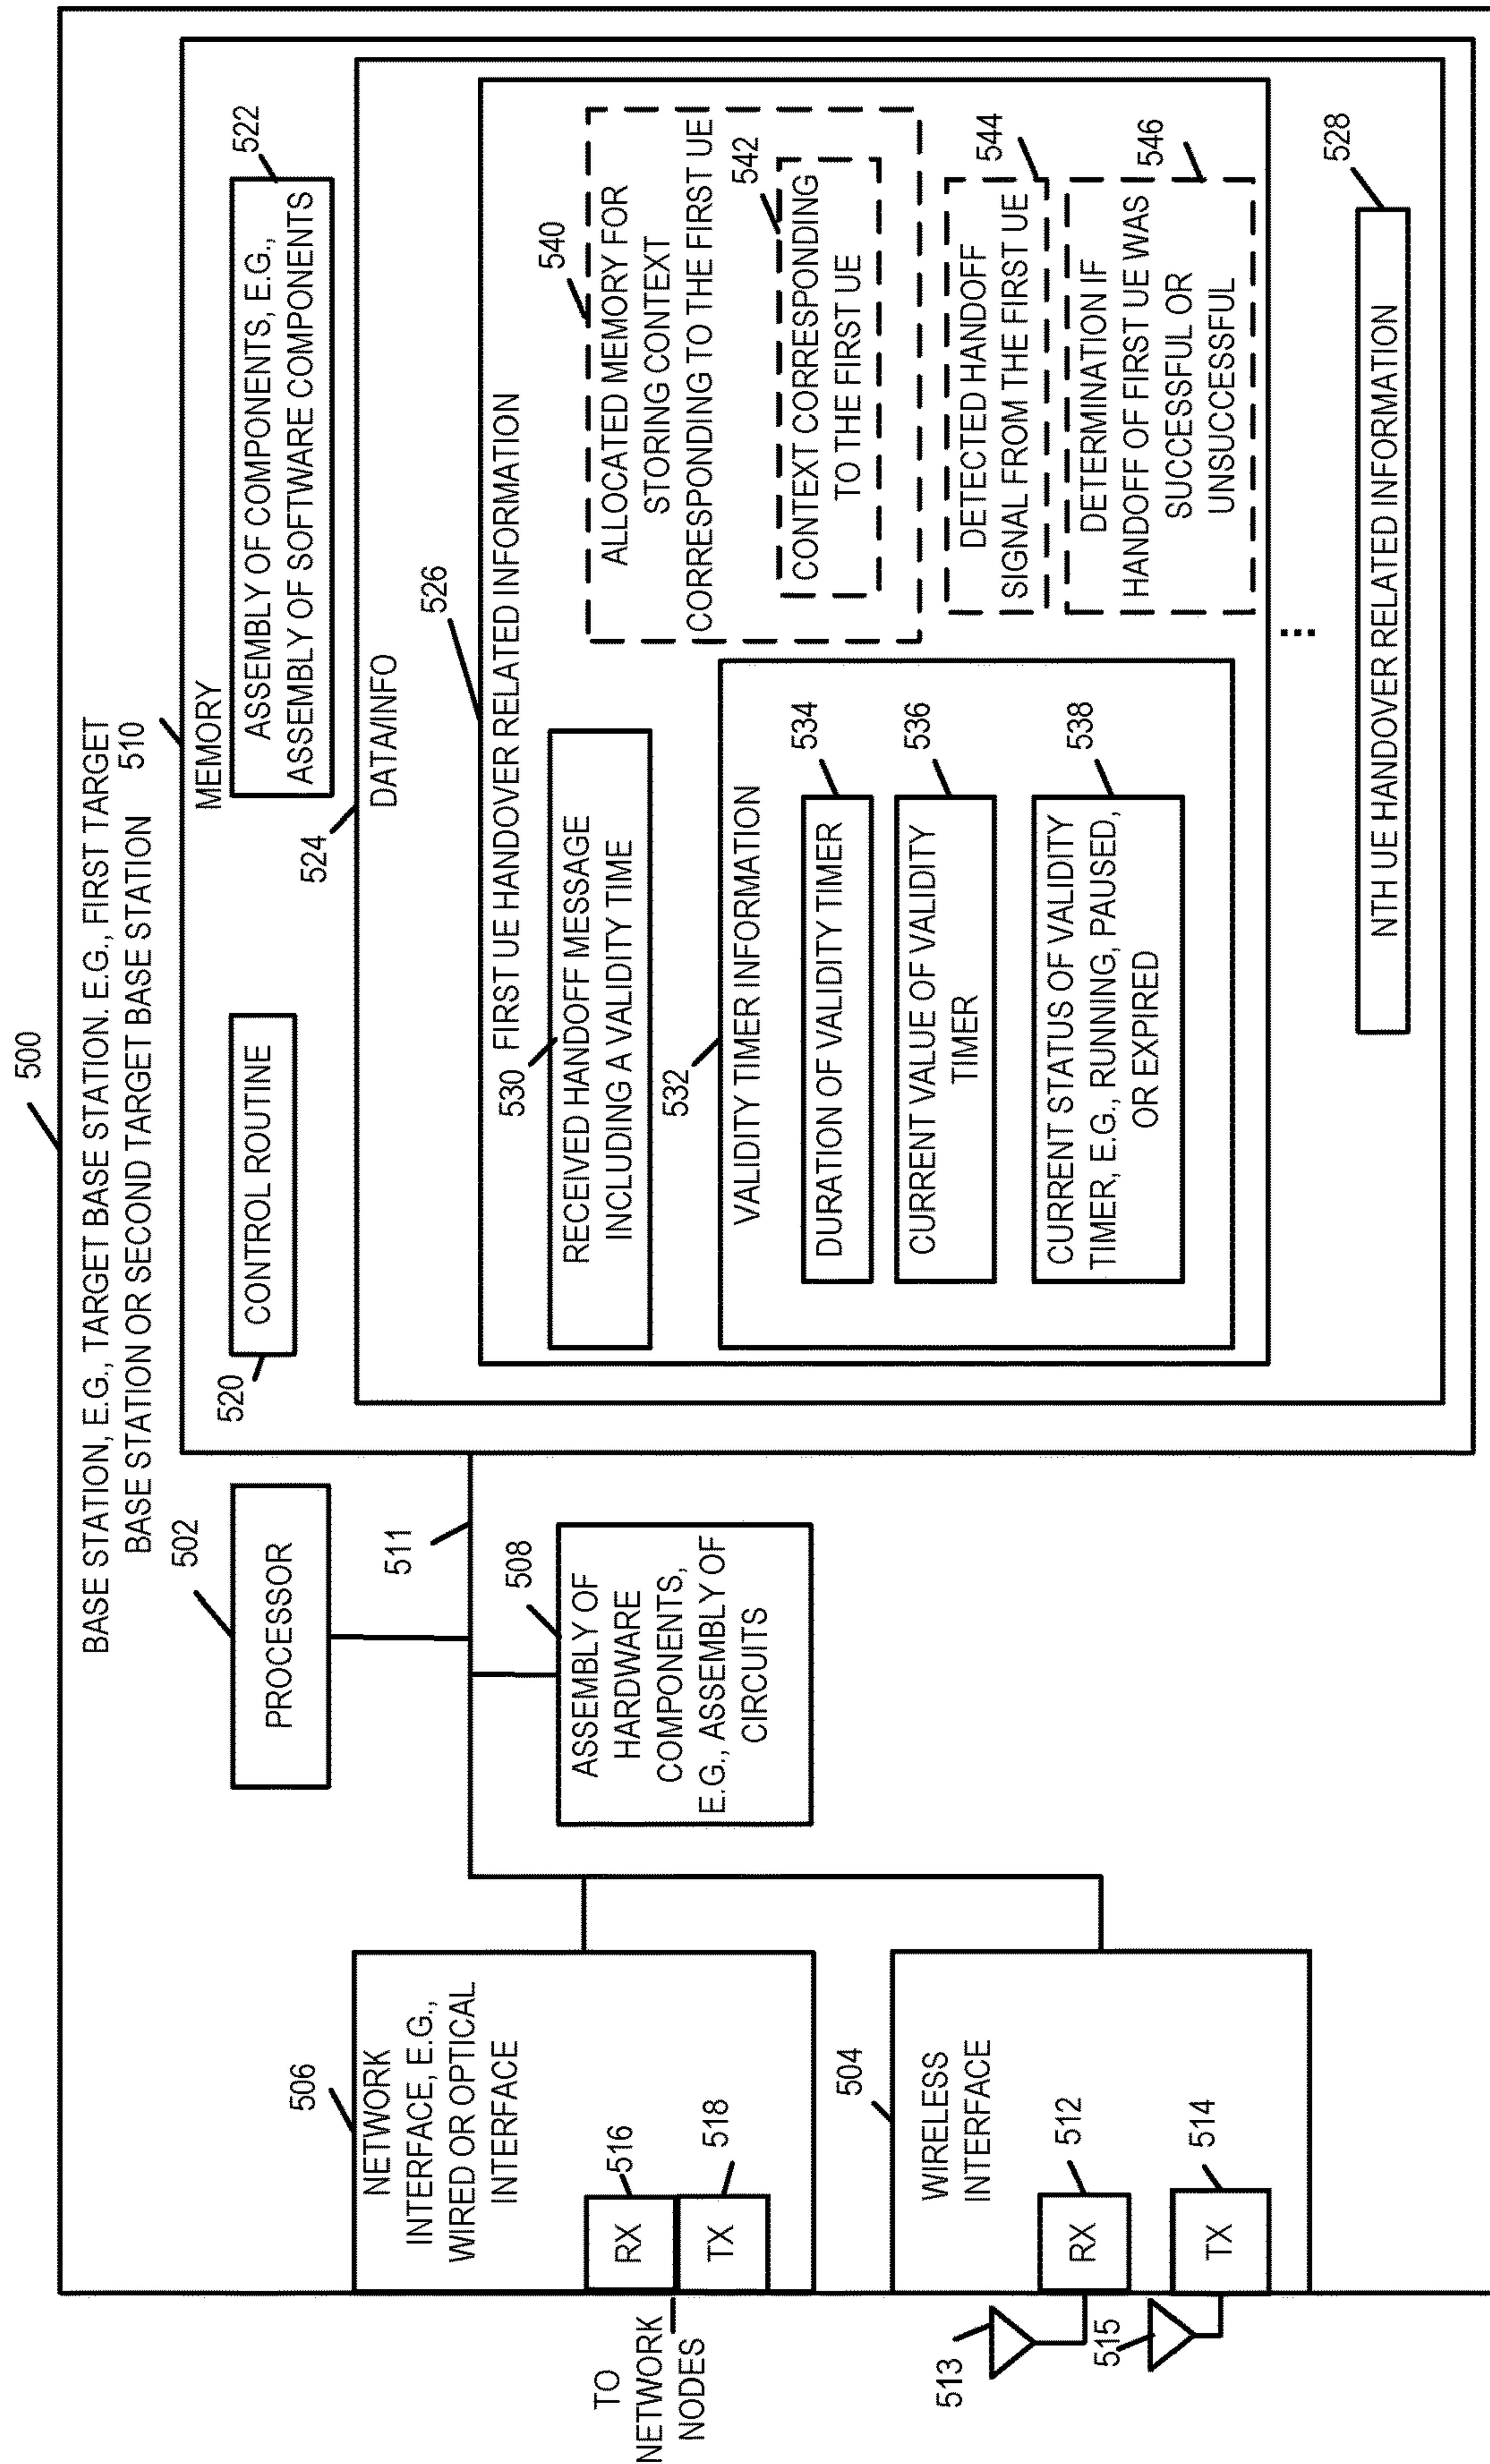 500
BASE STATION, E.G., TARGET BASE STATION. E.G., FIRST TARGET
BASE STATION OR SECOND TARGET BASE STATION
510
506
NETWORK
INTERFACE, E.G.,
WIRED OR OPTICAL
INTERFACE
516
RX
518
TX
TO
NETWORK
NODES
504
WIRELESS
INTERFACE
512
RX
514
TX
513
515
502
PROCESSOR
511
508
ASSEMBLY OF
HARDWARE
COMPONENTS,
E.G., ASSEMBLY OF
CIRCUITS
MEMORY
520
CONTROL ROUTINE
522
ASSEMBLY OF COMPONENTS, E.G.,
ASSEMBLY OF SOFTWARE COMPONENTS
524
DATA/INFO
526
FIRST UE HANDOVER RELATED INFORMATION
530
RECEIVED HANDOFF MESSAGE
INCLUDING A VALIDITY TIME
532
VALIDITY TIMER INFORMATION
534
DURATION OF VALIDITY TIMER
536
CURRENT VALUE OF VALIDITY
TIMER
538
CURRENT STATUS OF VALIDITY
TIMER, E.G., RUNNING, PAUSED,
OR EXPIRED
540
ALLOCATED MEMORY FOR
STORING CONTEXT
CORRESPONDING TO THE FIRST UE
542
CONTEXT CORRESPONDING
TO THE FIRST UE
544
DETECTED HANDOFF
SIGNAL FROM THE FIRST UE
546
DETERMINATION IF
HANDOFF OF FIRST UE WAS
SUCCESSFUL OR
UNSUCCESSFUL
...
528
NTH UE HANDOVER RELATED INFORMATION